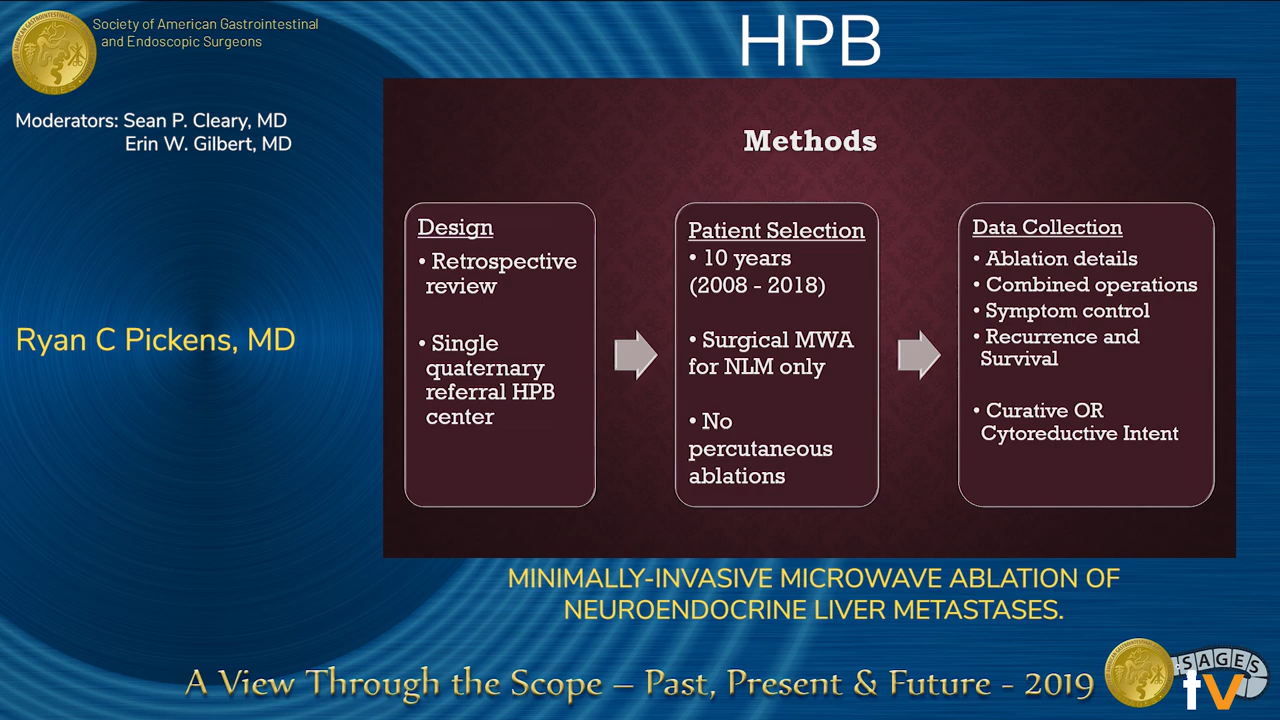 Society of American Gastrointestinal
and Endoscopic Surgeons
HPB
Moderators: Sean P. Cleary, MD
Erin W. Gilbert, MD
Ryan C Pickens, MD
Methods
Design
• Retrospective
review
• Single
quaternary
referral HPB
center
Patient Selection
• 10 years
(2008 - 2018)
• Surgical MWA
for NLM only
• No
percutaneous
ablations
Data Collection
• Ablation details
• Combined operations
• Symptom control
• Recurrence and
Survival
• Curative OR
Cytoreductive Intent
MINIMALLY-INVASIVE MICROWAVE ABLATION OF
NEUROENDOCRINE LIVER METASTASES.
A View Through the Scope – Past, Present & Future - 2019
SAGES
tv